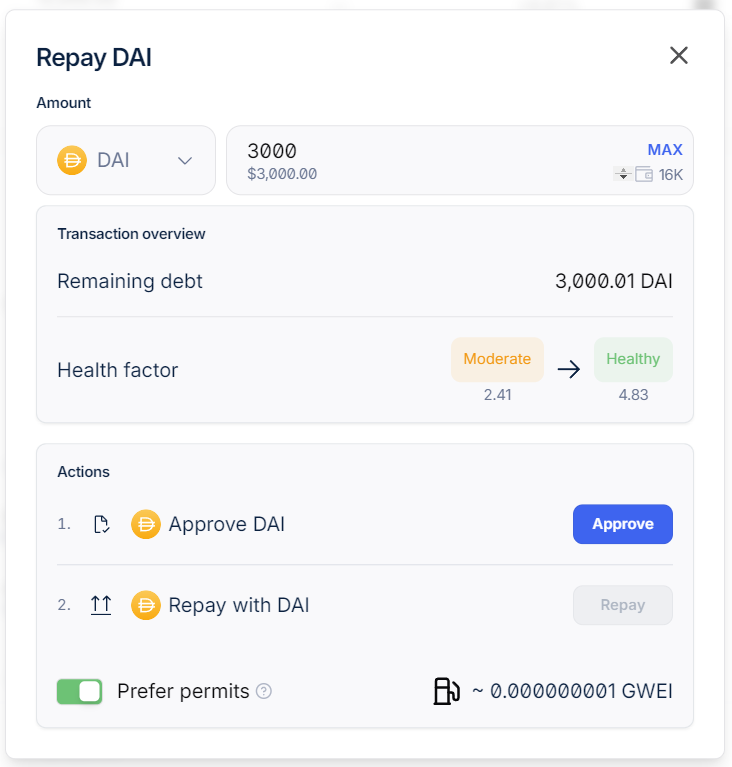 Repay DAI
Amount
DAI
3000
MAX
$3,000.00
16K
Transaction overview
Remaining debt
3,000.01 DAI
Health factor
Moderate
Healthy
2.41
4.83
Actions
1.
Approve DAI
Approve
2.
Repay with DAI
Repay
Prefer permits ?
~ 0.000000001 GWEI